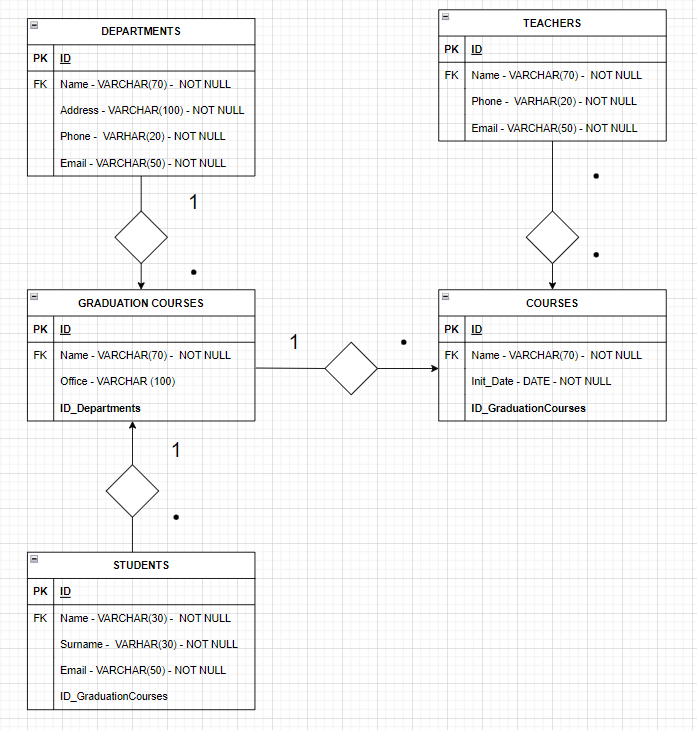 DEPARTMENTS
PK ID
FK Name - VARCHAR(70) - NOT NULL
Address - VARCHAR(100) - NOT NULL
Phone - VARHAR(20) - NOT NULL
Email - VARCHAR(50) - NOT NULL
TEACHERS
PK ID
FK Name - VARCHAR(70) - NOT NULL
Phone - VARHAR(20) - NOT NULL
Email - VARCHAR(50) - NOT NULL
1
GRADUATION COURSES
PK ID
FK Name - VARCHAR(70) - NOT NULL
Office - VARCHAR (100)
ID_Departments
1
COURSES
PK ID
FK Name - VARCHAR(70) - NOT NULL
Init_Date - DATE - NOT NULL
ID_GraduationCourses
1
STUDENTS
PK ID
FK Name - VARCHAR(30) - NOT NULL
Surname - VARHAR(30) - NOT NULL
Email - VARCHAR(50) - NOT NULL
ID_GraduationCourses